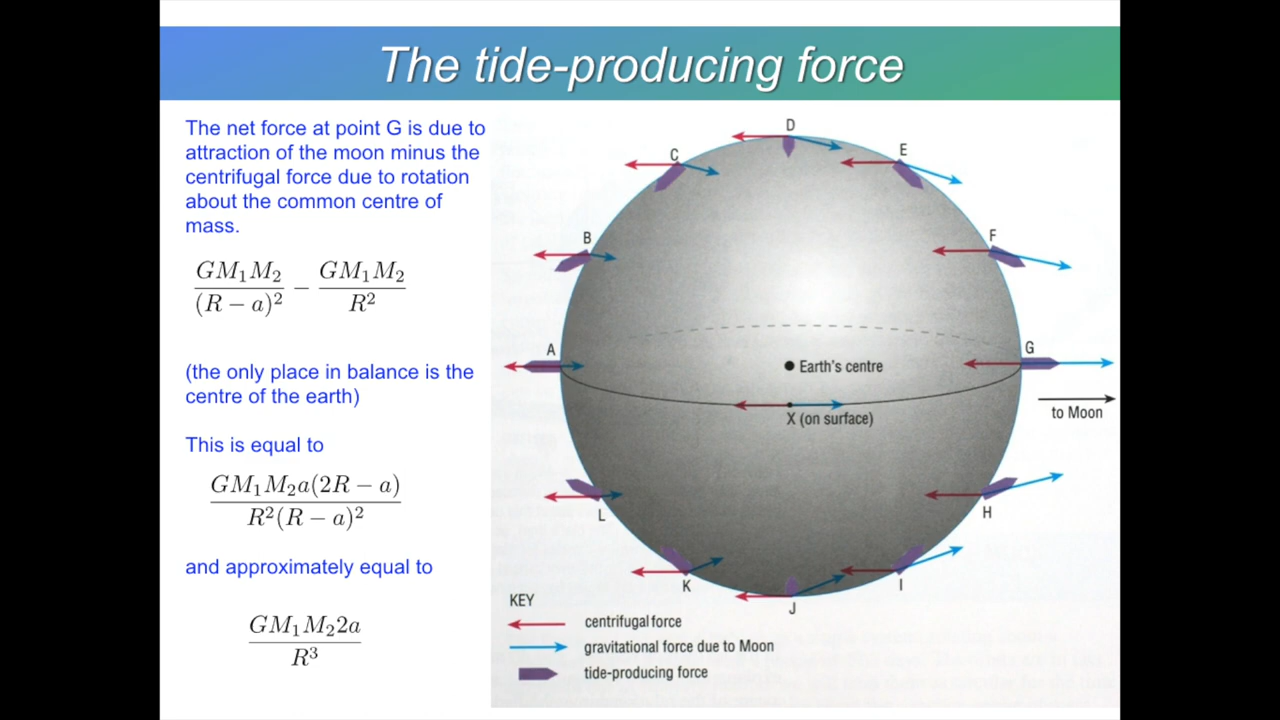 The tide-producing force
The net force at point G is due to
attraction of the moon minus the
centrifugal force due to rotation
about the common centre of
mass.
GM₁M₂/(R − a)² − GM₁M₂/R²
(the only place in balance is the
centre of the earth)
This is equal to
GM₁M₂a(2R − a)/R²(R − a)²
and approximately equal to
GM₁M₂2a/R³
D
C
E
B
F
A
G
Earth's centre
X (on surface)
to Moon
L
H
K
I
J
KEY
centrifugal force
gravitational force due to Moon
tide-producing force